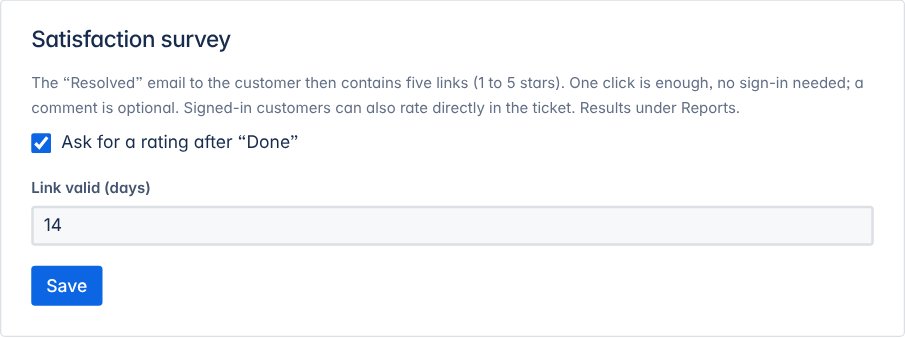 Satisfaction survey
The “Resolved” email to the customer then contains five links (1 to 5 stars). One click is enough, no sign-in needed; a
comment is optional. Signed-in customers can also rate directly in the ticket. Results under Reports.
Ask for a rating after “Done”
Link valid (days)
14
Save